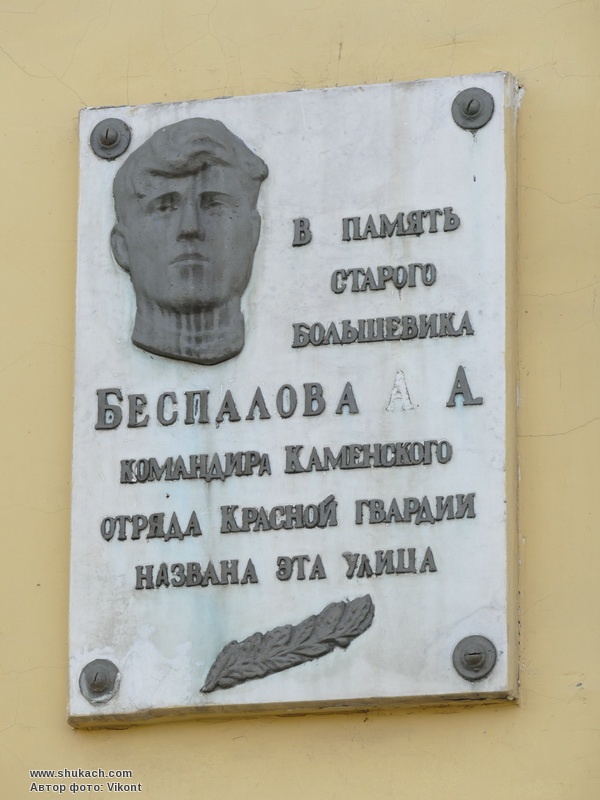 В ПАМЯТЬ
СТАРОГО
БОЛЬШЕВИКА
БЕСПАЛОВА А. А.
КОМАНДИРА КАМЕНСКОГО
ОТРЯДА КРАСНОЙ ГВАРДИИ
НАЗВАНА ЭТА УЛИЦА
www.shukach.com
Автор фото: Vikont